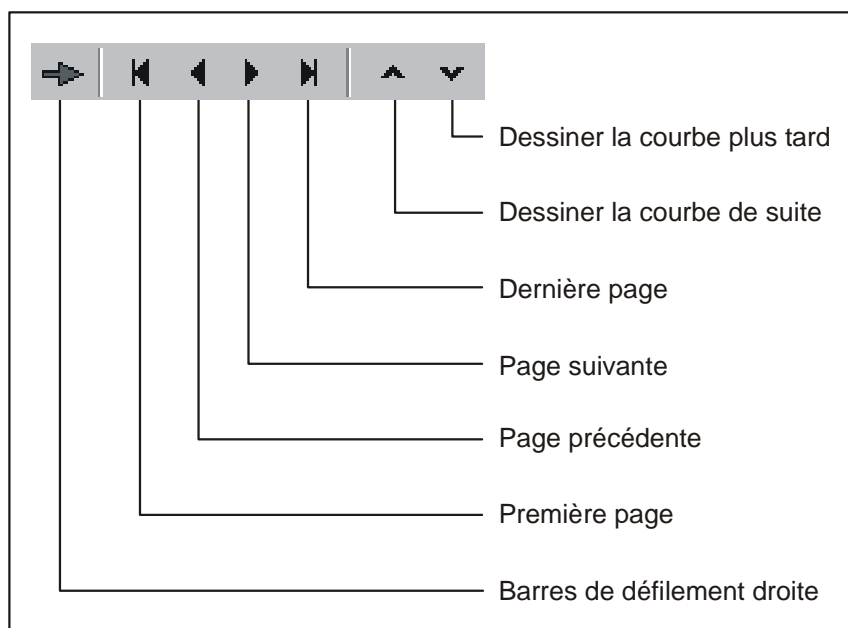 Dessiner la courbe plus tard
Dessiner la courbe de suite
Dernière page
Page suivante
Page précédente
Première page
Barres de défilement droite